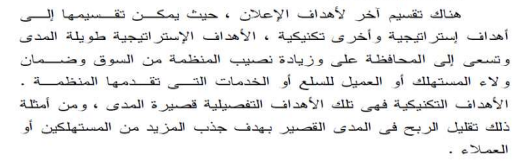 هناك تقسيم آخر لأهداف الإعلان ، حيث يمكن تقسيمها إلى
أهداف إستراتيجية وأخرى تكنيكية ، الأهداف الإستراتيجية طويلة المدى
وتسعى إلى المحافظة على وزيادة نصيب المنظمة من السوق وضمان
ولاء المستهلك أو العميل للسلع أو الخدمات التى تقدمها المنظمة .
الأهداف التكنيكية فهى تلك الأهداف التفصيلية قصيرة المدى ، ومن أمثلة
ذلك تقليل الربح فى المدى القصير بهدف جذب المزيد من المستهلكين أو
العملاء .